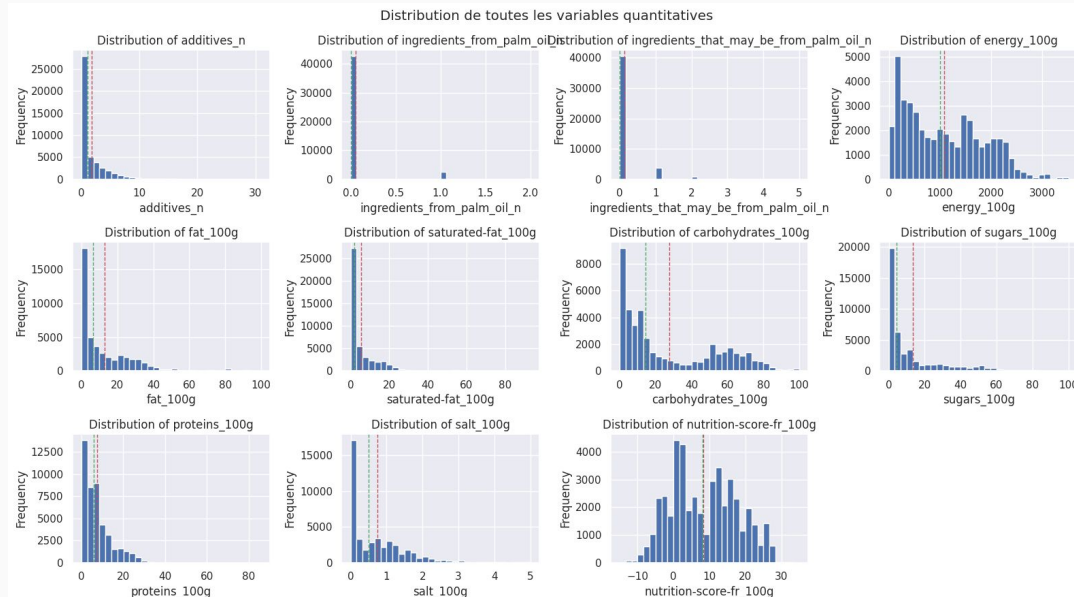 Distribution de toutes les variables quantitatives
Distribution of additives_n
Frequency
25000
20000
15000
10000
5000
0
0 10 20 30
additives_n
Distribution of ingredients_from_palm_oil_n
Frequency
40000
30000
20000
10000
0
0.0 0.5 1.0 1.5 2.0
ingredients_from_palm_oil_n
Distribution of ingredients_that_may_be_from_palm_oil_n
Frequency
40000
30000
20000
10000
0
0 1 2 3 4 5
ingredients_that_may_be_from_palm_oil_n
Distribution of energy_100g
Frequency
5000
4000
3000
2000
1000
0
0 1000 2000 3000
energy_100g
Distribution of fat_100g
Frequency
15000
10000
5000
0
0 20 40 60 80 100
fat_100g
Distribution of saturated-fat_100g
Frequency
25000
20000
15000
10000
5000
0
0 20 40 60 80
saturated-fat_100g
Distribution of carbohydrates_100g
Frequency
8000
6000
4000
2000
0
0 20 40 60 80 100
carbohydrates_100g
Distribution of sugars_100g
Frequency
20000
15000
10000
5000
0
0 20 40 60 80 100
sugars_100g
Distribution of proteins_100g
Frequency
12500
10000
7500
5000
2500
0
0 20 40 60 80
proteins_100g
Distribution of salt_100g
Frequency
15000
10000
5000
0
0 1 2 3 4 5
salt_100g
Distribution of nutrition-score-fr_100g
Frequency
4000
3000
2000
1000
0
−10 0 10 20 30
nutrition-score-fr_100g